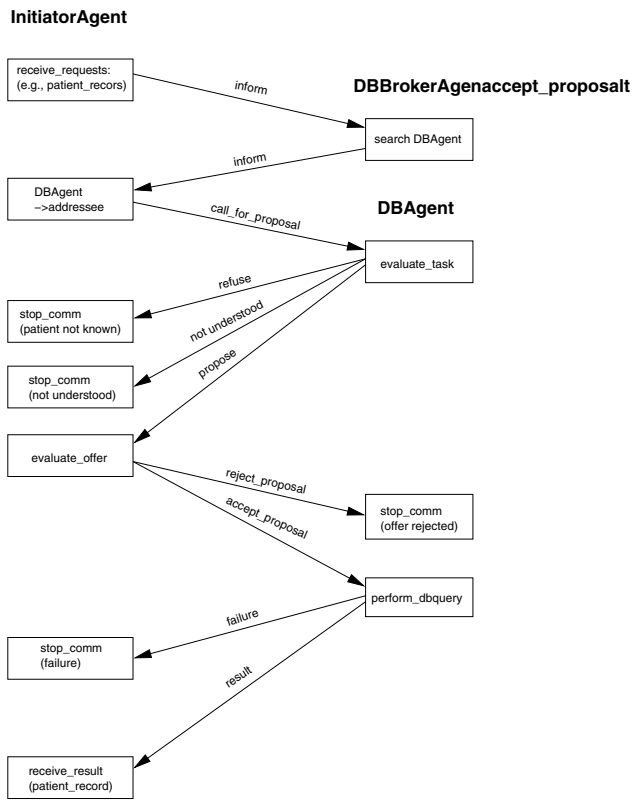 InitiatorAgent
receive_requests:
(e.g., patient_recors)
inform
DBBrokerAgenaccept_proposalt
search DBAgent
inform
DBAgent
−>addressee
call_for_proposal
DBAgent
evaluate_task
refuse
stop_comm
(patient not known)
not understood
stop_comm
(not understood)
propose
evaluate_offer
reject_proposal
stop_comm
(offer rejected)
accept_proposal
perform_dbquery
failure
stop_comm
(failure)
result
receive_result
(patient_record)